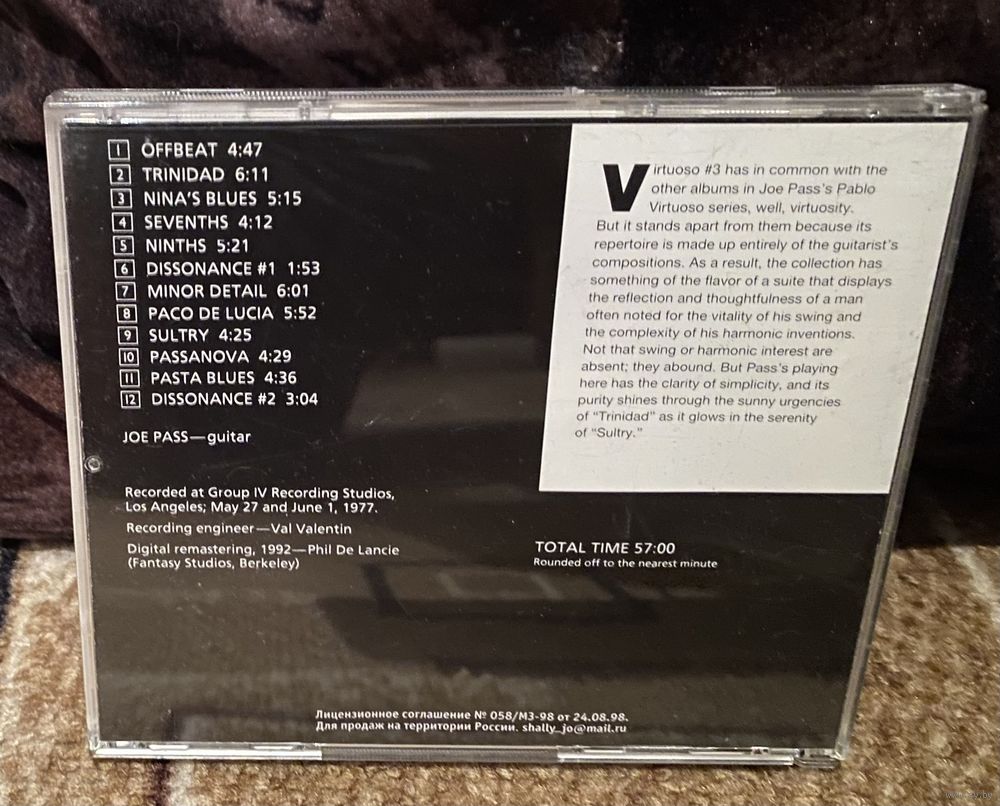 1 OFFBEAT 4:47
2 TRINIDAD 6:11
3 NINA'S BLUES 5:15
4 SEVENTHS 4:12
5 NINTHS 5:21
6 DISSONANCE #1 1:53
7 MINOR DETAIL 6:01
8 PACO DE LUCIA 5:52
9 SULTRY 4:25
10 PASSANOVA 4:29
11 PASTA BLUES 4:36
12 DISSONANCE #2 3:04
JOE PASS—guitar
Recorded at Group IV Recording Studios,
Los Angeles; May 27 and June 1, 1977.
Recording engineer—Val Valentin
Digital remastering, 1992—Phil De Lancie
(Fantasy Studios, Berkeley)
Virtuoso #3 has in common with the
other albums in Joe Pass's Pablo
Virtuoso series, well, virtuosity.
But it stands apart from them because its
repertoire is made up entirely of the guitarist's
compositions. As a result, the collection has
something of the flavor of a suite that displays
the reflection and thoughtfulness of a man
often noted for the vitality of his swing and
the complexity of his harmonic inventions.
Not that swing or harmonic interest are
absent; they abound. But Pass's playing
here has the clarity of simplicity, and its
purity shines through the sunny urgencies
of "Trinidad" as it glows in the serenity
of "Sultry."
TOTAL TIME 57:00
Rounded off to the nearest minute
Лицензионное соглашение № 058/МЗ-98 от 24.08.98.
Для продаж на территории России. shally_jo@mail.ru